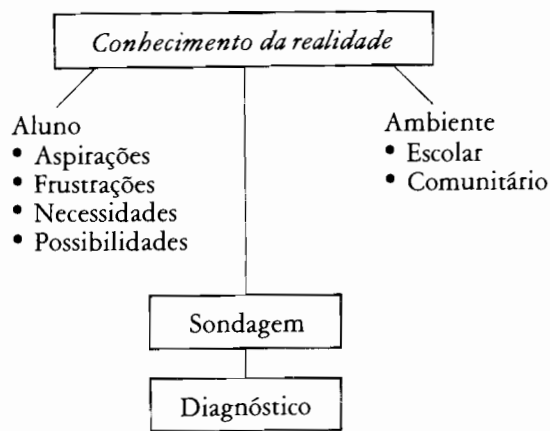 Conhecimento da realidade
Aluno
• Aspirações
• Frustrações
• Necessidades
• Possibilidades
Ambiente
• Escolar
• Comunitário
Sondagem
Diagnóstico